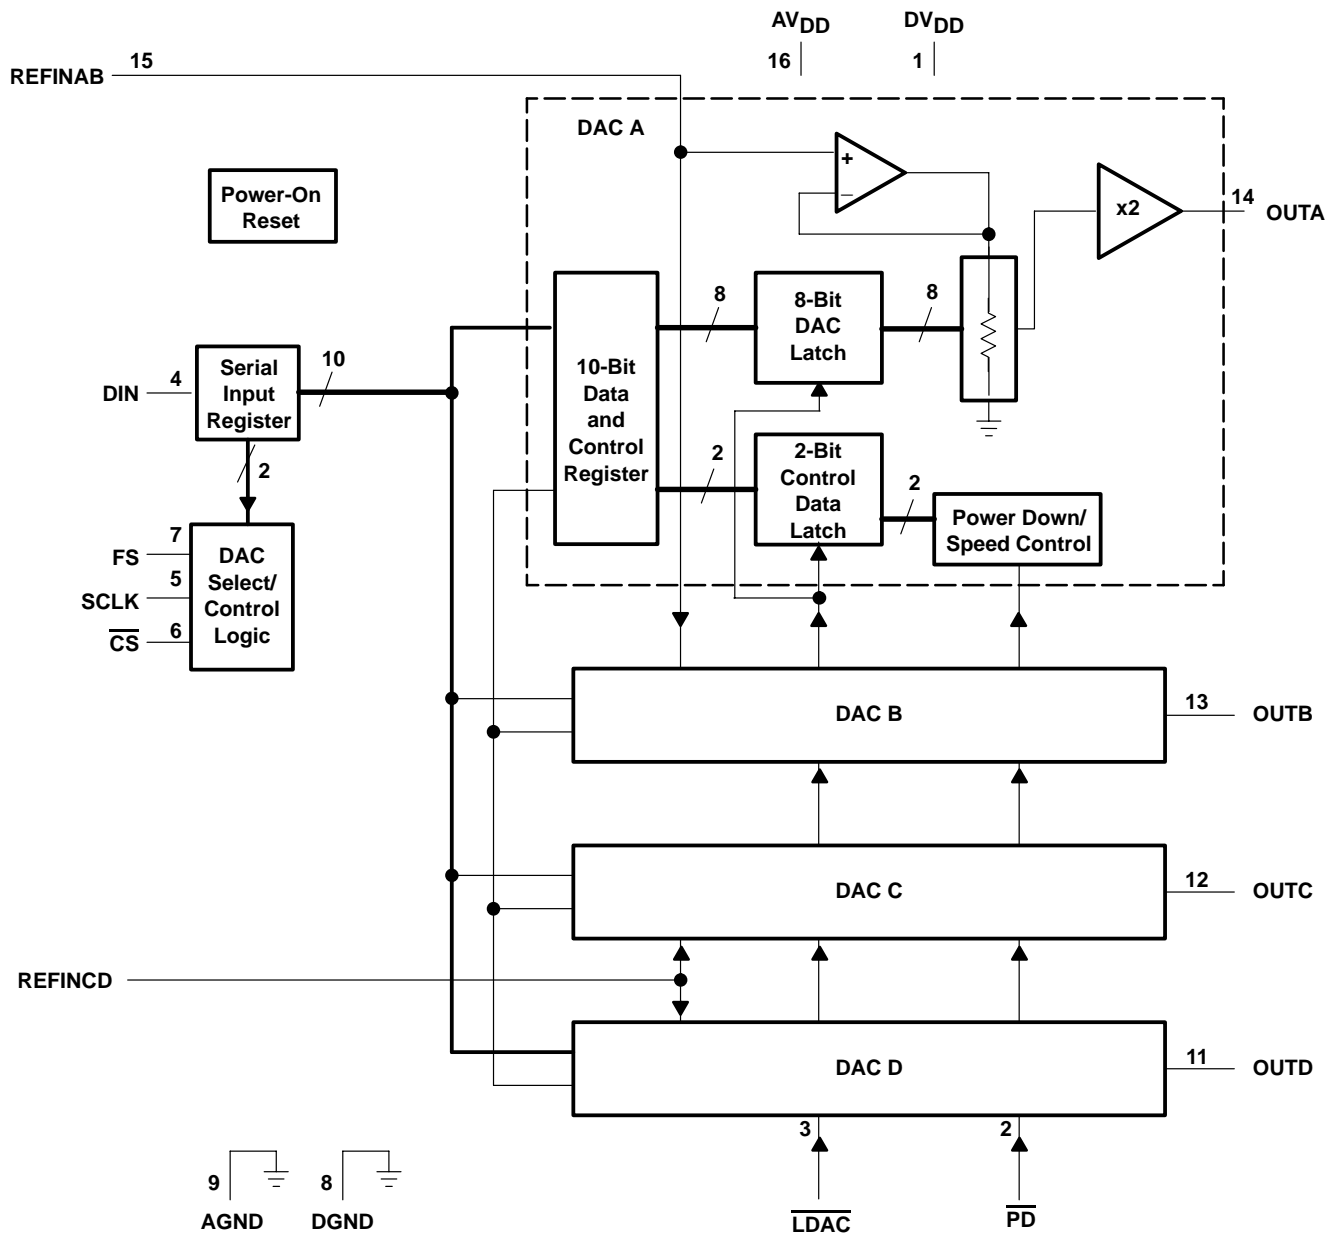 AVDD
DVDD
16
1
REFINAB
15
DAC A
+
−
x2
14
OUTA
Power-On
Reset
8
8-Bit
DAC
Latch
8
10-Bit
Data
and
Control
Register
DIN
4
Serial
Input
Register
10
2
2
2-Bit
Control
Data
Latch
2
Power Down/
Speed Control
FS
7
SCLK
5
CS
6
DAC
Select/
Control
Logic
DAC B
13
OUTB
DAC C
12
OUTC
REFINCD
DAC D
11
OUTD
3
2
9
8
AGND
DGND
LDAC
PD